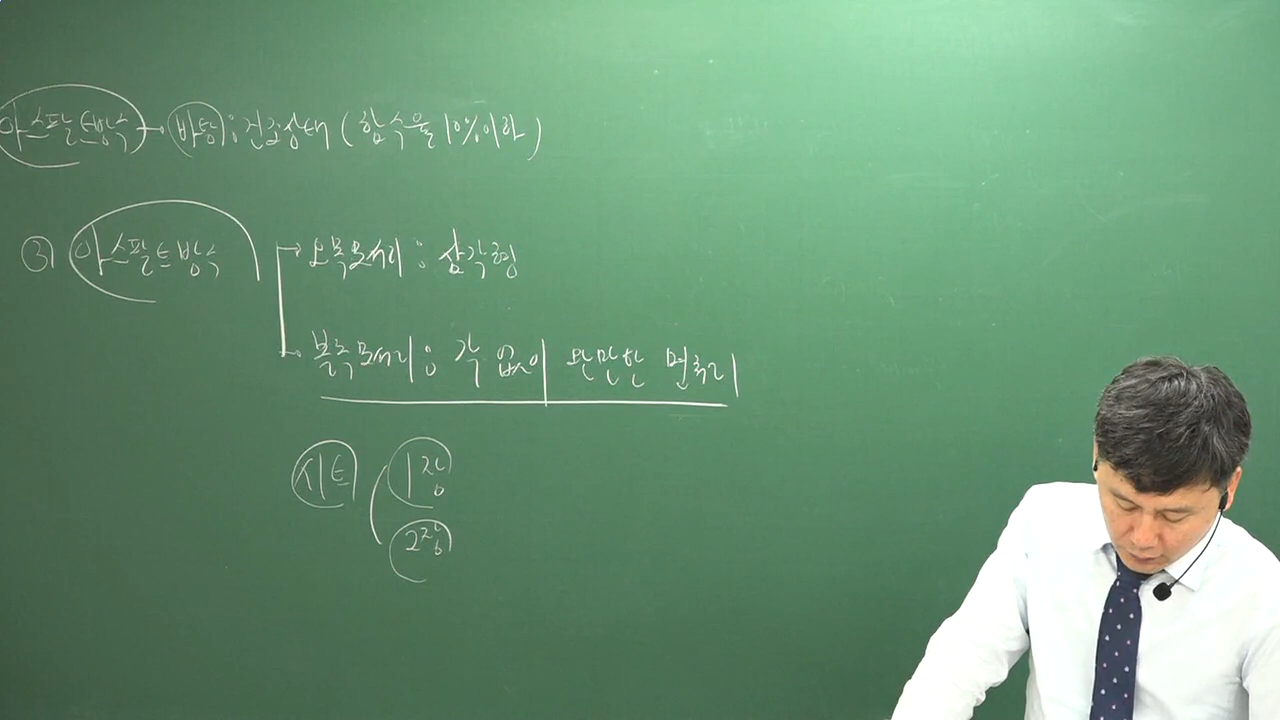 아스팔트방수 → 바탕 : 건조상태 (함수율 10%이하)
③ 아스팔트방수
오목모서리 : 삼각형
볼록모서리 : 각 없이 완만한 면처리
시트
1겹
2겹